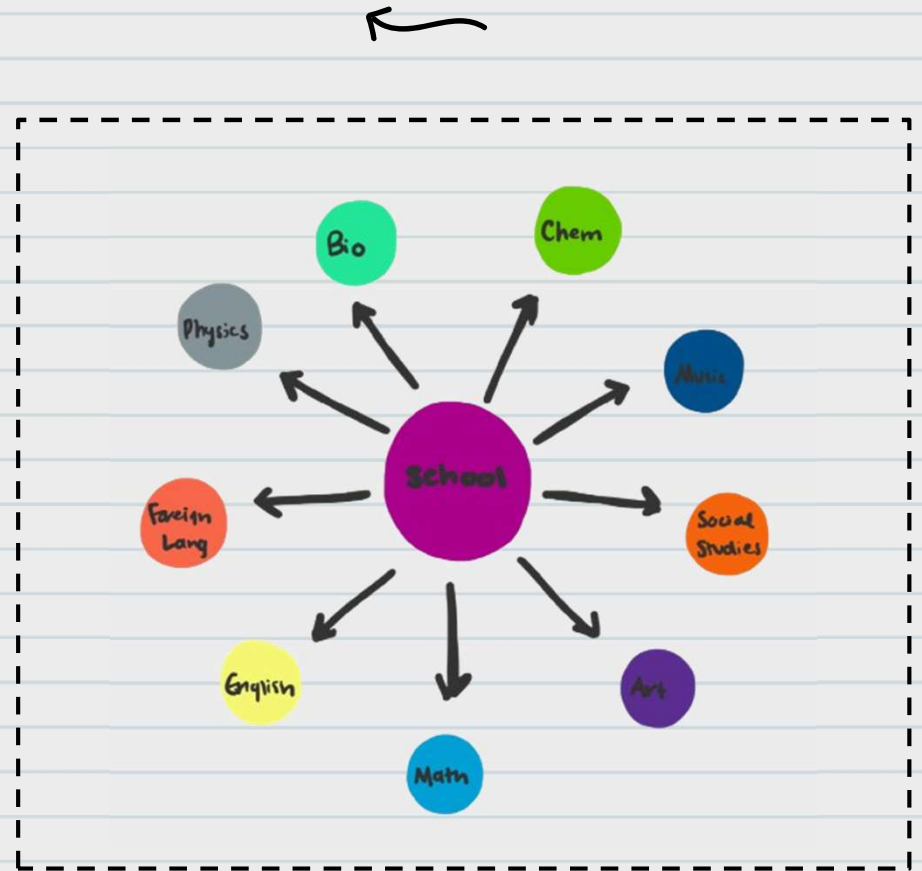 Bio
Chem
Physics
Music
School
Foreign
Lang
Social
Studies
English
Art
Math